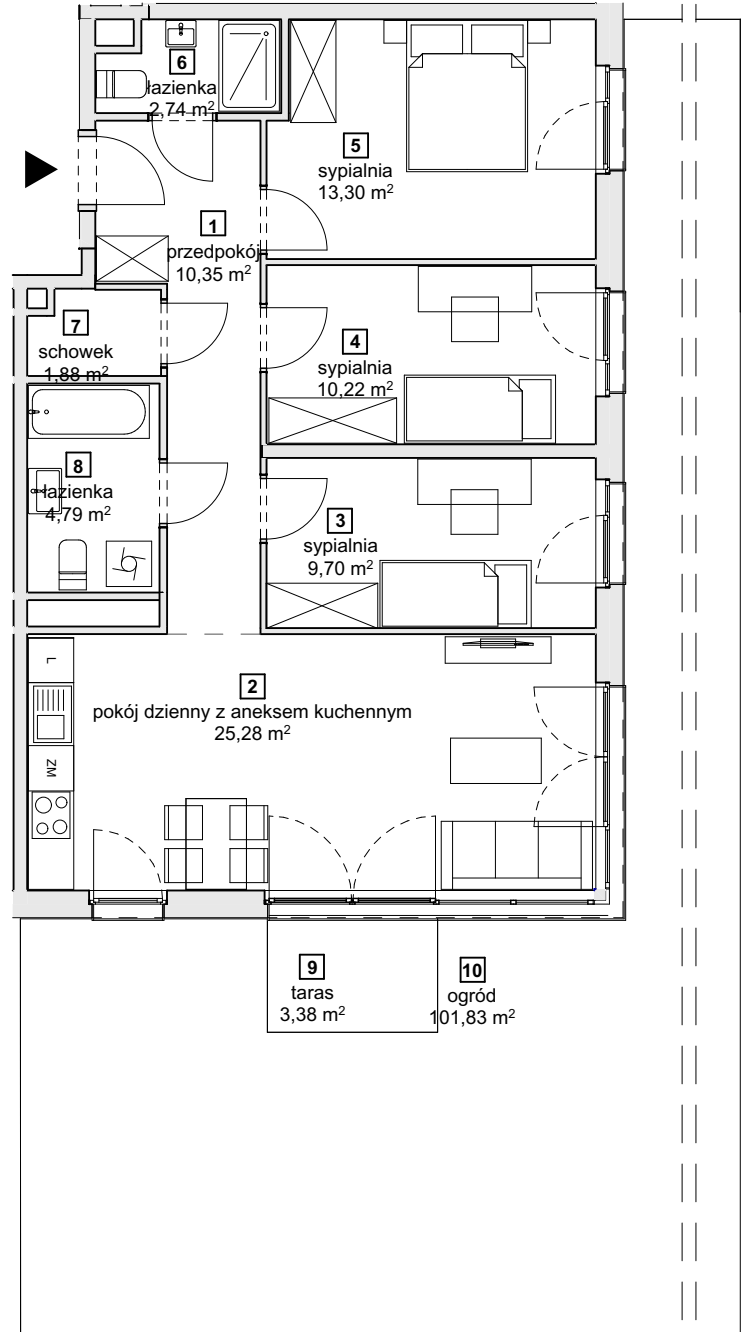 6
łazienka
2,74 m²
5
sypialnia
13,30 m²
1
przedpokój
10,35 m²
7
schowek
1,88 m²
4
sypialnia
10,22 m²
8
łazienka
4,79 m²
3
sypialnia
9,70 m²
L
2
pokój dzienny z aneksem kuchennym
25,28 m²
ZM
9
taras
3,38 m²
10
ogród
101,83 m²